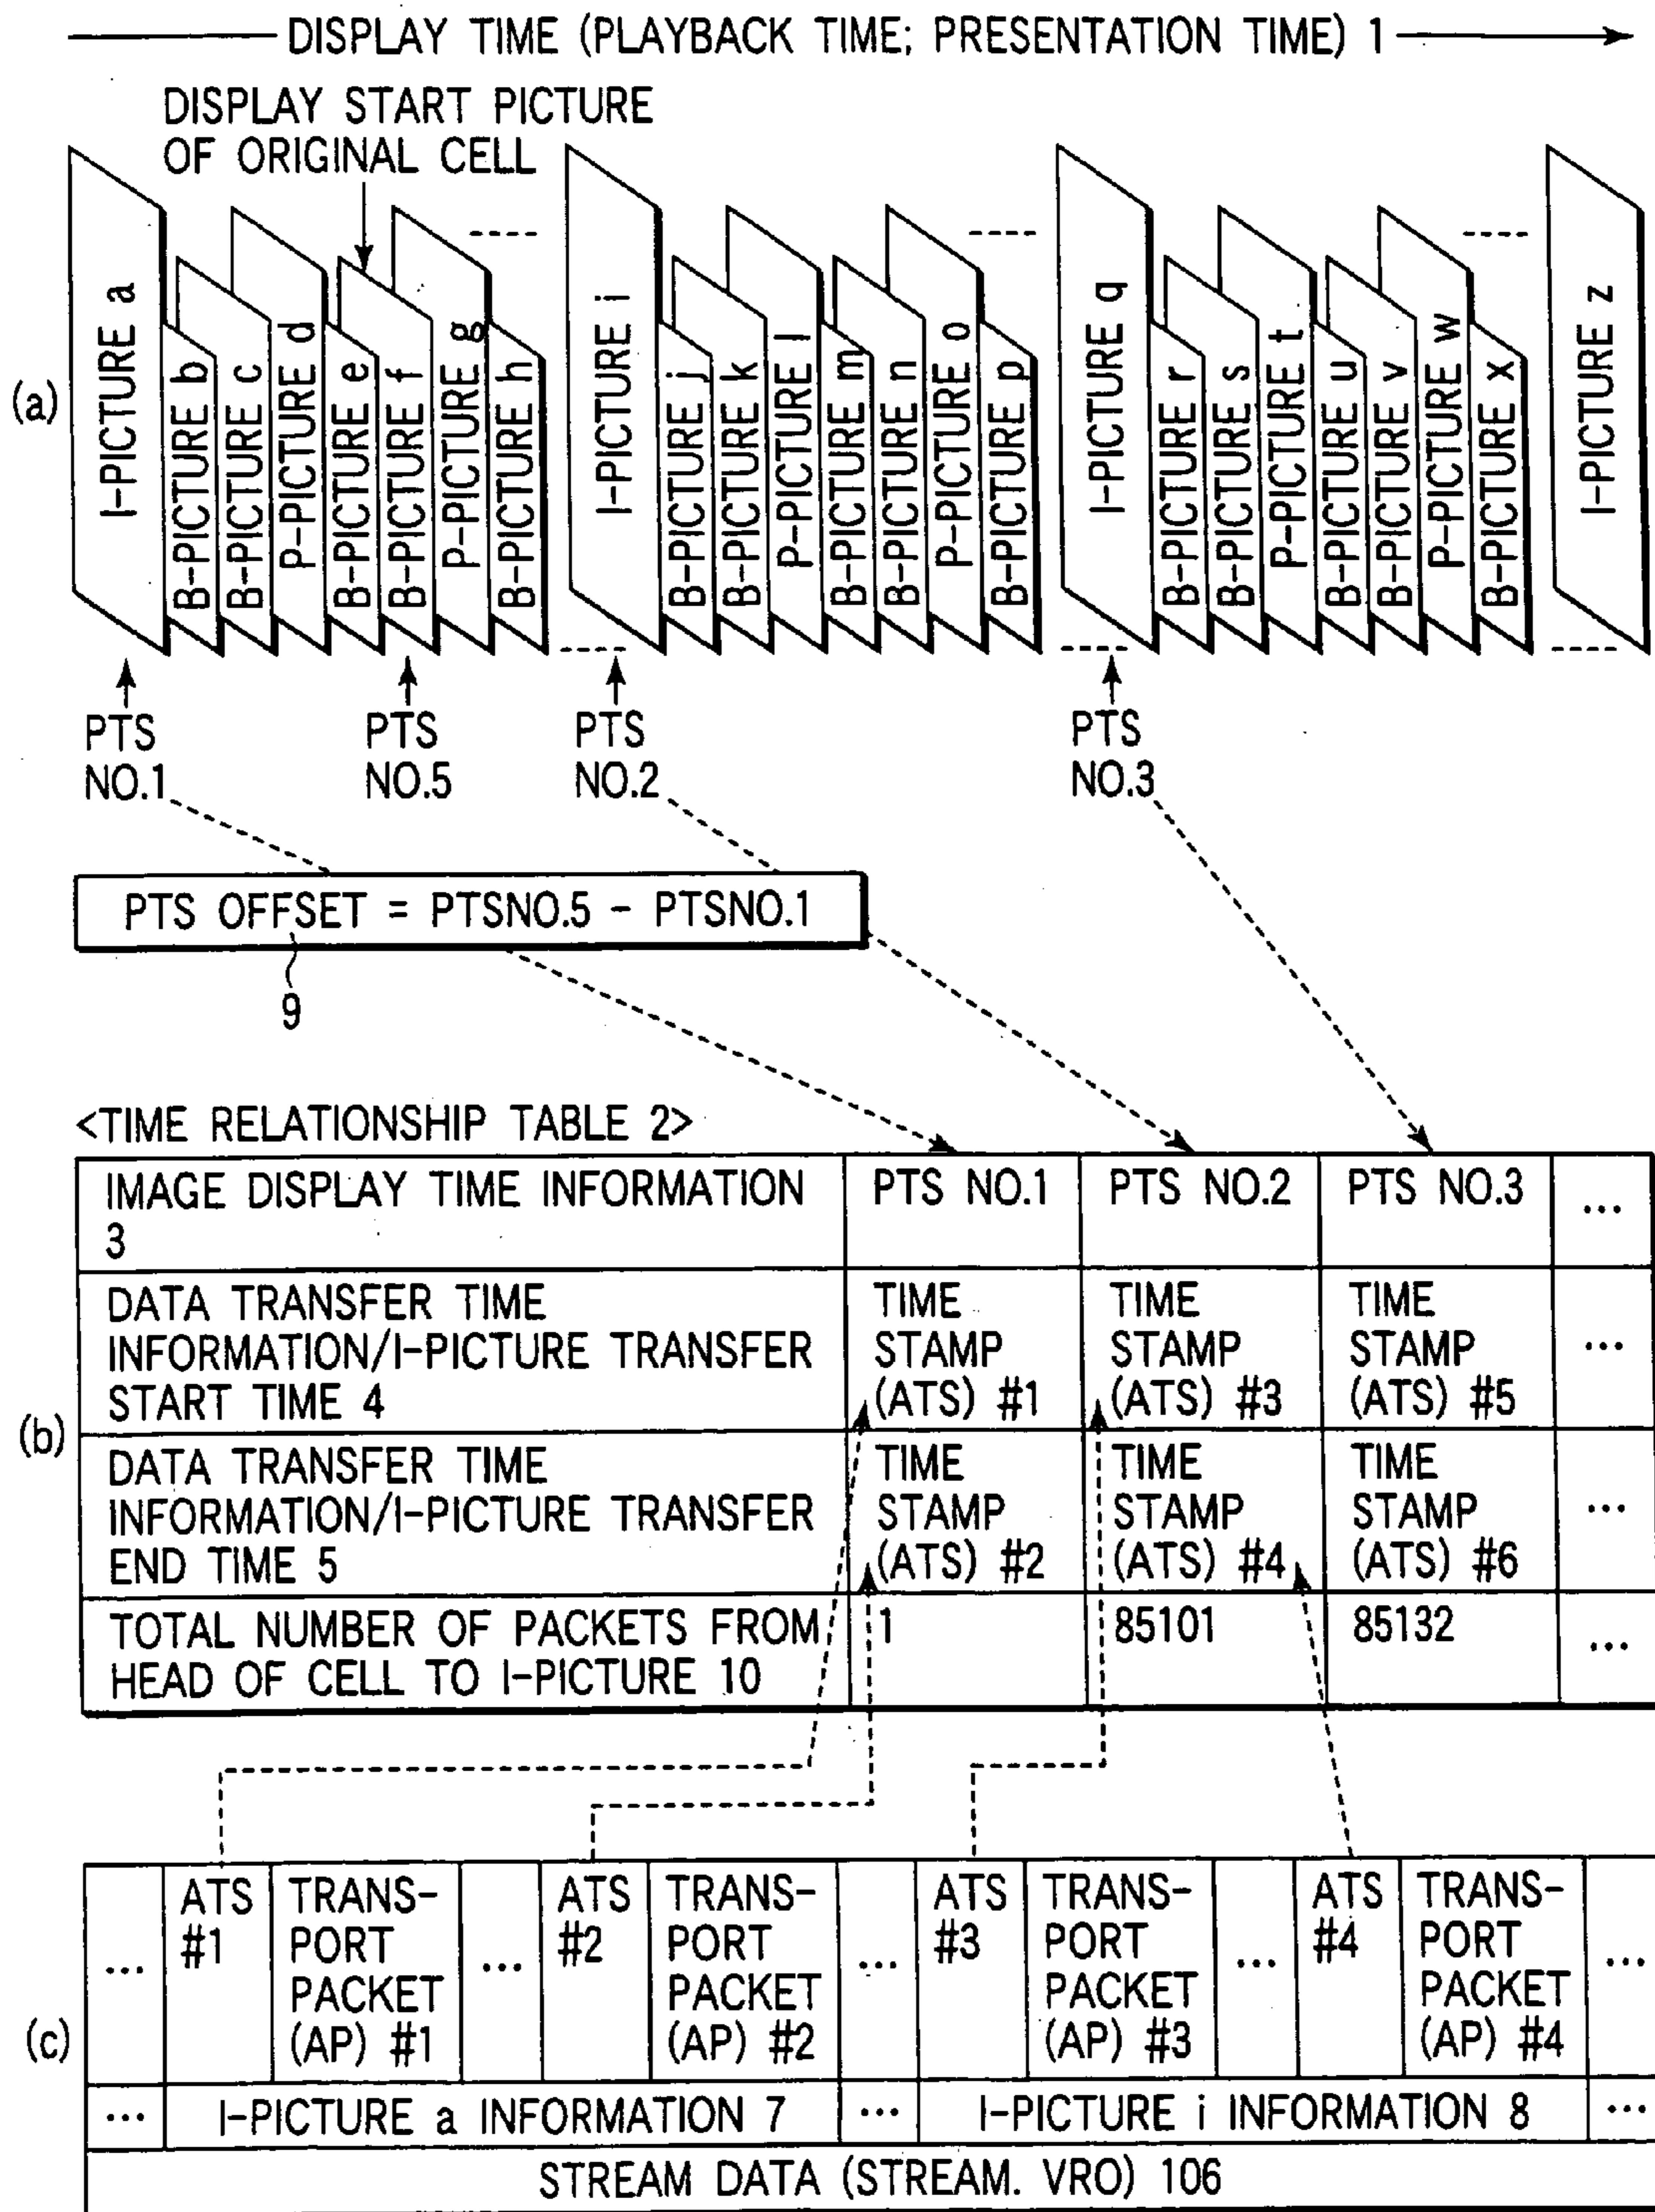 DISPLAY TIME (PLAYBACK TIME; PRESENTATION TIME) 1
DISPLAY START PICTURE
OF ORIGINAL CELL
(a)
I-PICTURE a
B-PICTURE b
B-PICTURE c
P-PICTURE d
B-PICTURE e
B-PICTURE f
P-PICTURE g
B-PICTURE h
I-PICTURE i
B-PICTURE j
B-PICTURE k
P-PICTURE l
B-PICTURE m
B-PICTURE n
P-PICTURE o
B-PICTURE p
I-PICTURE q
B-PICTURE r
B-PICTURE s
P-PICTURE t
B-PICTURE u
B-PICTURE v
P-PICTURE w
B-PICTURE x
I-PICTURE z
PTS
NO.1
PTS
NO.5
PTS
NO.2
PTS
NO.3
PTS OFFSET = PTSNO.5 - PTSNO.1
9
<TIME RELATIONSHIP TABLE 2>
(b)
IMAGE DISPLAY TIME INFORMATION
3
PTS NO.1
PTS NO.2
PTS NO.3
...
DATA TRANSFER TIME
INFORMATION/I-PICTURE TRANSFER
START TIME 4
TIME
STAMP
(ATS) #1
TIME
STAMP
(ATS) #3
TIME
STAMP
(ATS) #5
...
DATA TRANSFER TIME
INFORMATION/I-PICTURE TRANSFER
END TIME 5
TIME
STAMP
(ATS) #2
TIME
STAMP
(ATS) #4
TIME
STAMP
(ATS) #6
...
TOTAL NUMBER OF PACKETS FROM
HEAD OF CELL TO I-PICTURE 10
1
85101
85132
...
(c)
...
ATS
#1
TRANS-
PORT
PACKET
(AP) #1
...
ATS
#2
TRANS-
PORT
PACKET
(AP) #2
...
ATS
#3
TRANS-
PORT
PACKET
(AP) #3
...
ATS
#4
TRANS-
PORT
PACKET
(AP) #4
...
...
I-PICTURE a INFORMATION 7
...
I-PICTURE i INFORMATION 8
...
STREAM DATA (STREAM. VRO) 106